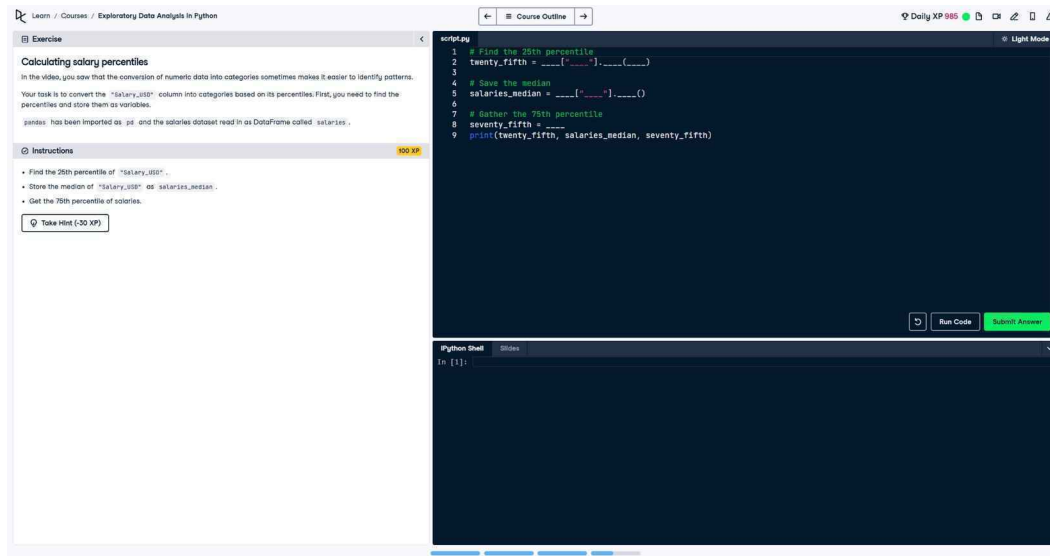 Learn / Courses / Exploratory Data Analysis in Python
Course Outline
Daily XP 985
Exercise
Calculating salary percentiles
In the video, you saw that the conversion of numeric data into categories sometimes makes it easier to identify patterns.
Your task is to convert the "Salary_USD" column into categories based on its percentiles. First, you need to find the
percentiles and store them as variables.
pandas has been imported as pd and the salaries dataset read in as DataFrame called salaries .
Instructions
100 XP
• Find the 25th percentile of "Salary_USD" .
• Store the median of "Salary_USD" as salaries_median .
• Get the 75th percentile of salaries.
Take Hint (-30 XP)
script.py
Light Mode
1 # Find the 25th percentile
2 twenty_fifth = ____["____"].____(____)
3
4 # Save the median
5 salaries_median = ____["____"].____()
6
7 # Gather the 75th percentile
8 seventy_fifth = ____
9 print(twenty_fifth, salaries_median, seventy_fifth)
Run Code
Submit Answer
IPython Shell
Slides
In [1]: